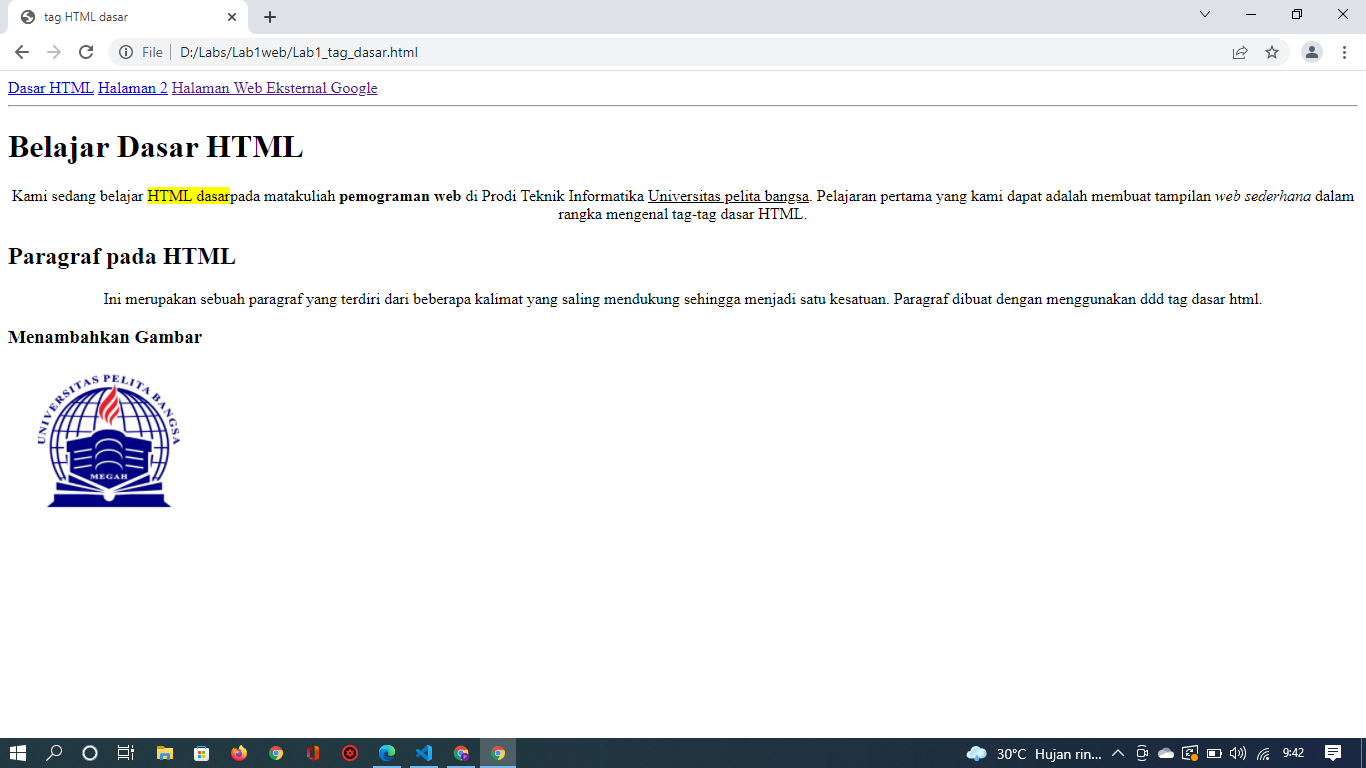 tag HTML dasar
File
D:/Labs/Lab1web/Lab1_tag_dasar.html
Dasar HTML Halaman 2 Halaman Web Eksternal Google
Belajar Dasar HTML
Kami sedang belajar HTML dasarpada matakuliah pemograman web di Prodi Teknik Informatika Universitas pelita bangsa. Pelajaran pertama yang kami dapat adalah membuat tampilan web sederhana dalam
rangka mengenal tag-tag dasar HTML.
Paragraf pada HTML
Ini merupakan sebuah paragraf yang terdiri dari beberapa kalimat yang saling mendukung sehingga menjadi satu kesatuan. Paragraf dibuat dengan menggunakan ddd tag dasar html.
Menambahkan Gambar
UNIVERSITAS PELITA BANGSA
MEGAH
30°C Hujan rin...
9:42